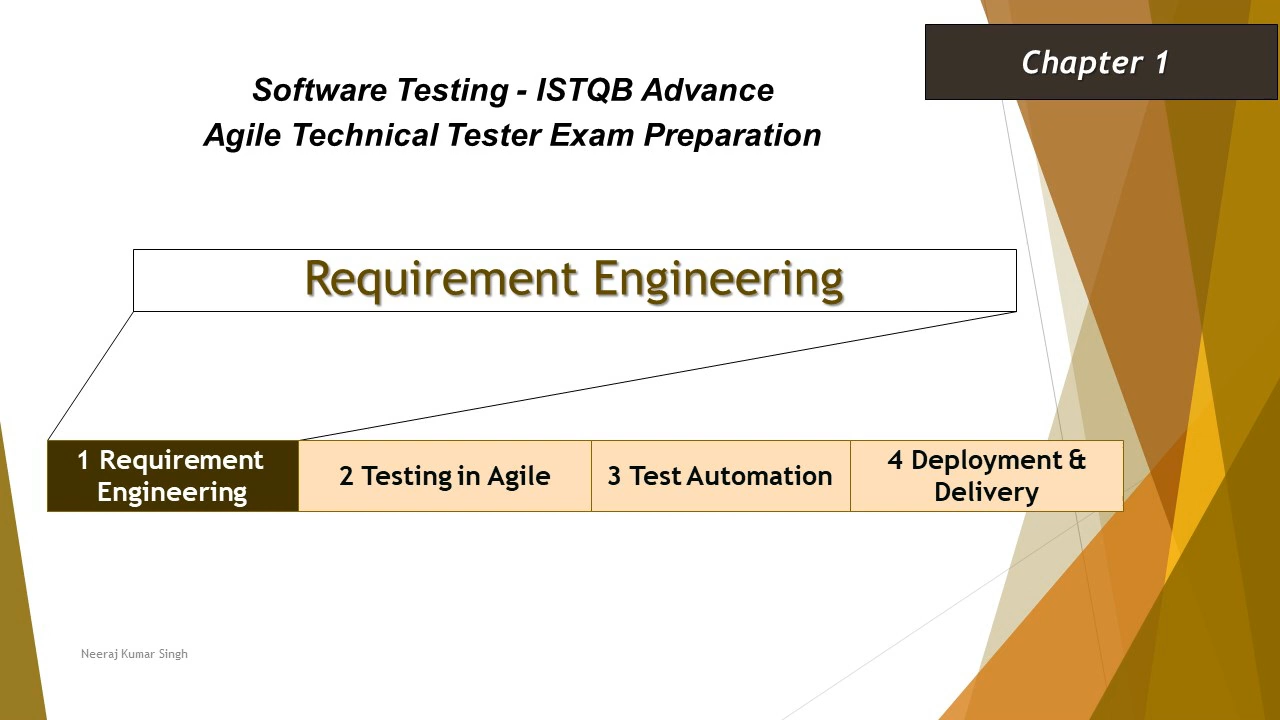 Chapter 1
Software Testing - ISTQB Advance
Agile Technical Tester Exam Preparation
Requirement Engineering
1 Requirement
Engineering
2 Testing in Agile
3 Test Automation
4 Deployment &
Delivery
Neeraj Kumar Singh